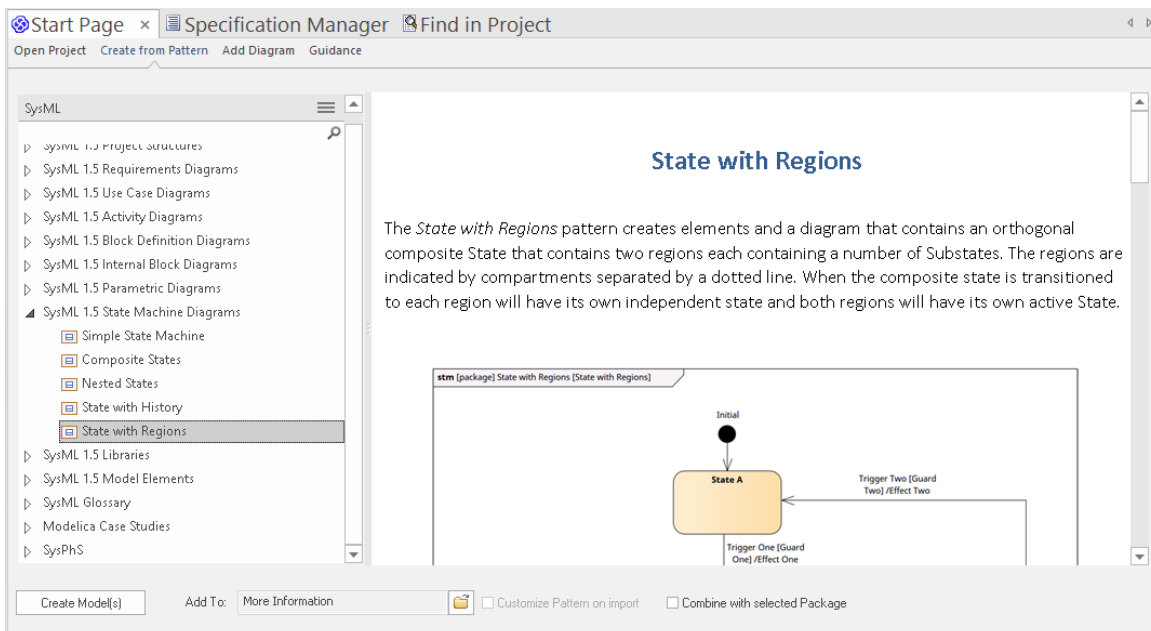 Start Page × Specification Manager Find in Project
Open Project Create from Pattern Add Diagram Guidance
SysML
SysML 1.5 Project Structures
SysML 1.5 Requirements Diagrams
SysML 1.5 Use Case Diagrams
SysML 1.5 Activity Diagrams
SysML 1.5 Block Definition Diagrams
SysML 1.5 Internal Block Diagrams
SysML 1.5 Parametric Diagrams
SysML 1.5 State Machine Diagrams
Simple State Machine
Composite States
Nested States
State with History
State with Regions
SysML 1.5 Libraries
SysML 1.5 Model Elements
SysML Glossary
Modelica Case Studies
SysPhS
State with Regions
The State with Regions pattern creates elements and a diagram that contains an orthogonal
composite State that contains two regions each containing a number of Substates. The regions are
indicated by compartments separated by a dotted line. When the composite state is transitioned
to each region will have its own independent state and both regions will have its own active State.
stm [package] State with Regions [State with Regions]
Initial
State A
Trigger Two [Guard
Two] /Effect Two
Trigger One [Guard
One] /Effect One
Create Model(s) Add To: More Information Customize Pattern on import Combine with selected Package